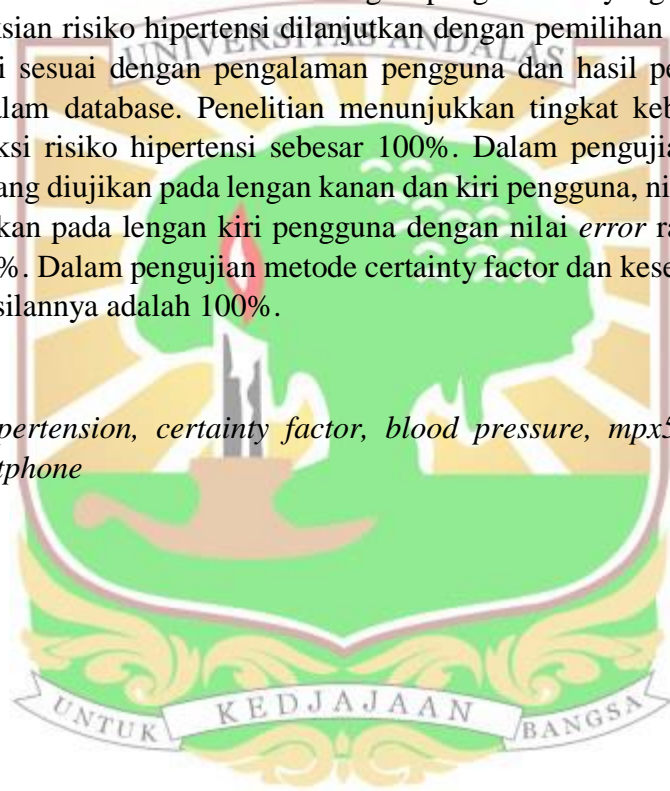 ksian risiko hipertensi dilanjutkan dengan pemilihan
UNIVERSITAS ANDALAS
i sesuai dengan pengalaman pengguna dan hasil pe
alam database. Penelitian menunjukkan tingkat keb
ksi risiko hipertensi sebesar 100%. Dalam pengujia
ang diujikan pada lengan kanan dan kiri pengguna, ni
kan pada lengan kiri pengguna dengan nilai error ra
%. Dalam pengujian metode certainty factor dan kese
silannya adalah 100%.
pertension, certainty factor, blood pressure, mpx5
tphone
UNTUK KEDJAJAAN BANGSA